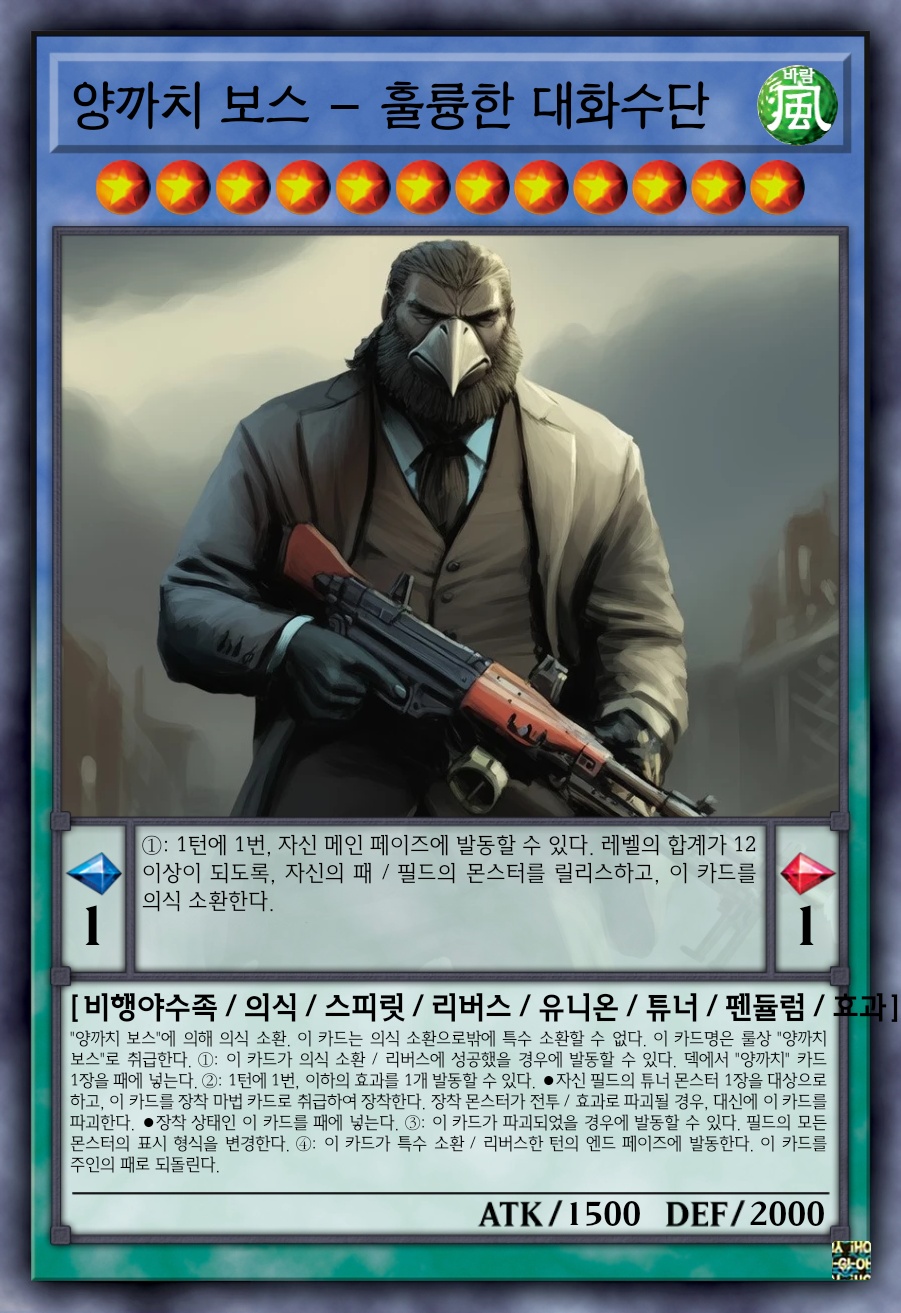 양까치 보스 - 훌륭한 대화수단
바람
風
①: 1턴에 1번, 자신 메인 페이즈에 발동할 수 있다. 레벨의 합계가 12
이상이 되도록, 자신의 패 / 필드의 몬스터를 릴리스하고, 이 카드를
의식 소환한다.
1
1
[비행야수족 / 의식 / 스피릿 / 리버스 / 유니온 / 튜너 / 펜듈럼 / 효과]
"양까치 보스"에 의해 의식 소환. 이 카드는 의식 소환으로밖에 특수 소환할 수 없다. 이 카드명은 룰상 "양까치
보스"로 취급한다. ①: 이 카드가 의식 소환 / 리버스에 성공했을 경우에 발동할 수 있다. 덱에서 "양까치" 카드
1장을 패에 넣는다. ②: 1턴에 1번, 이하의 효과를 1개 발동할 수 있다. ●자신 필드의 튜너 몬스터 1장을 대상으로
하고, 이 카드를 장착 마법 카드로 취급하여 장착한다. 장착 몬스터가 전투 / 효과로 파괴될 경우, 대신에 이 카드를
파괴한다. ●장착 상태인 이 카드를 패에 넣는다. ③: 이 카드가 파괴되었을 경우에 발동할 수 있다. 필드의 모든
몬스터의 표시 형식을 변경한다. ④: 이 카드가 특수 소환 / 리버스한 턴의 엔드 페이즈에 발동한다. 이 카드를
주인의 패로 되돌린다.
ATK/1500 DEF/2000